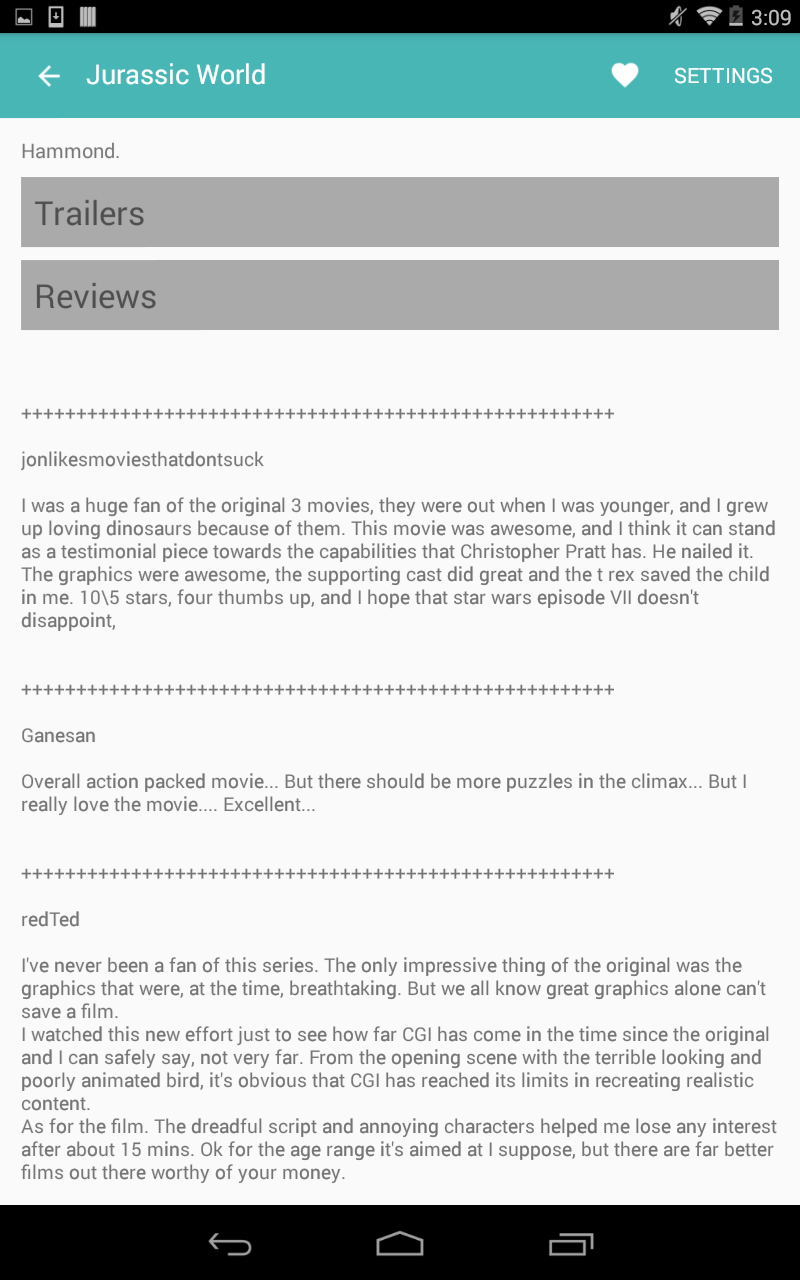 3:09
Jurassic World
SETTINGS
Hammond.
Trailers
Reviews
++++++++++++++++++++++++++++++++++++++++++++++++++++++
jonlikesmoviesthatdontsuck
I was a huge fan of the original 3 movies, they were out when I was younger, and I grew
up loving dinosaurs because of them. This movie was awesome, and I think it can stand
as a testimonial piece towards the capabilities that Christopher Pratt has. He nailed it.
The graphics were awesome, the supporting cast did great and the t rex saved the child
in me. 10\5 stars, four thumbs up, and I hope that star wars episode VII doesn't
disappoint,
++++++++++++++++++++++++++++++++++++++++++++++++++++++
Ganesan
Overall action packed movie... But there should be more puzzles in the climax... But I
really love the movie.... Excellent...
++++++++++++++++++++++++++++++++++++++++++++++++++++++
redTed
I've never been a fan of this series. The only impressive thing of the original was the
graphics that were, at the time, breathtaking. But we all know great graphics alone can't
save a film.
I watched this new effort just to see how far CGI has come in the time since the original
and I can safely say, not very far. From the opening scene with the terrible looking and
poorly animated bird, it's obvious that CGI has reached its limits in recreating realistic
content.
As for the film. The dreadful script and annoying characters helped me lose any interest
after about 15 mins. Ok for the age range it's aimed at I suppose, but there are far better
films out there worthy of your money.